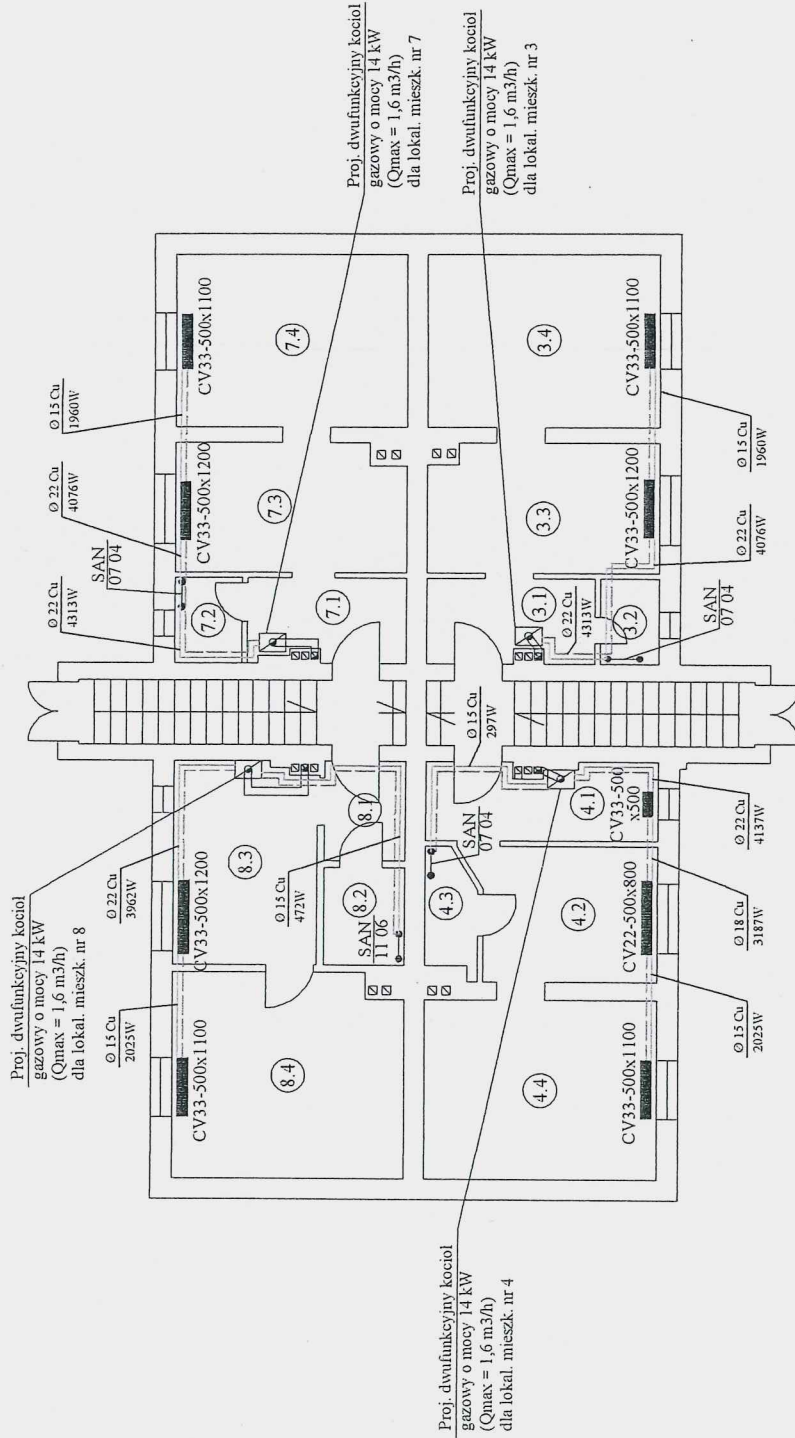 Proj. dwufunkcyjny kocioł
gazowy o mocy 14 kW
(Qmax = 1,6 m3/h)
dla lokal. mieszk. nr 8
Ø 15 Cu
2025W
Ø 22 Cu
3962W
Ø 22 Cu
4313W
SAN
07 04
Ø 22 Cu
4076W
Ø 15 Cu
1960W
Proj. dwufunkcyjny kocioł
gazowy o mocy 14 kW
(Qmax = 1,6 m3/h)
dla lokal. mieszk. nr 7
CV33-500x1100
CV33-500x1200
CV33-500x1200
CV33-500x1100
8.4
8.3
8.2
8.1
7.2
7.1
7.3
7.4
SAN
11 06
Ø 15 Cu
472W
Ø 15 Cu
297W
4.4
4.2
4.3
4.1
SAN
07 04
3.1
3.2
3.3
3.4
Ø 22 Cu
4313W
CV33-500x1100
CV22-500x800
CV33-500
x500
CV33-500x1200
CV33-500x1100
Proj. dwufunkcyjny kocioł
gazowy o mocy 14 kW
(Qmax = 1,6 m3/h)
dla lokal. mieszk. nr 4
Ø 15 Cu
2025W
Ø 18 Cu
3187W
Ø 22 Cu
4137W
SAN
07 04
Ø 22 Cu
4076W
Ø 15 Cu
1960W
Proj. dwufunkcyjny kocioł
gazowy o mocy 14 kW
(Qmax = 1,6 m3/h)
dla lokal. mieszk. nr 3